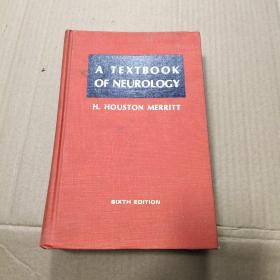 A TEXTBOOK
OF NEUROLOGY
H. HOUSTON MERRITT
SIXTH EDITION